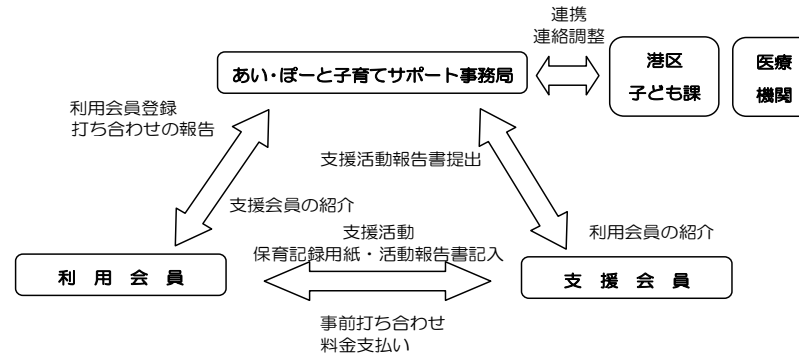 連携
連絡調整
あい・ぽーと子育てサポート事務局
港区
子ども課
医療
機関
利用会員登録
打ち合わせの報告
支援活動報告書提出
支援会員の紹介
利用会員の紹介
支援活動
保育記録用紙・活動報告書記入
利 用 会 員
支 援 会 員
事前打ち合わせ
料金支払い